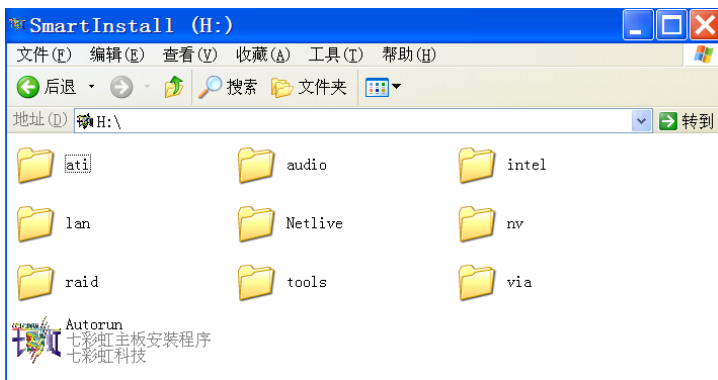 SmartInstall (H:)
文件(F) 编辑(E) 查看(V) 收藏(A) 工具(T) 帮助(H)
后退 搜索 文件夹
地址(D) H:\ 转到
ati audio intel
lan Netlive nv
raid tools via
Autorun
七彩虹主板安装程序
七彩虹科技